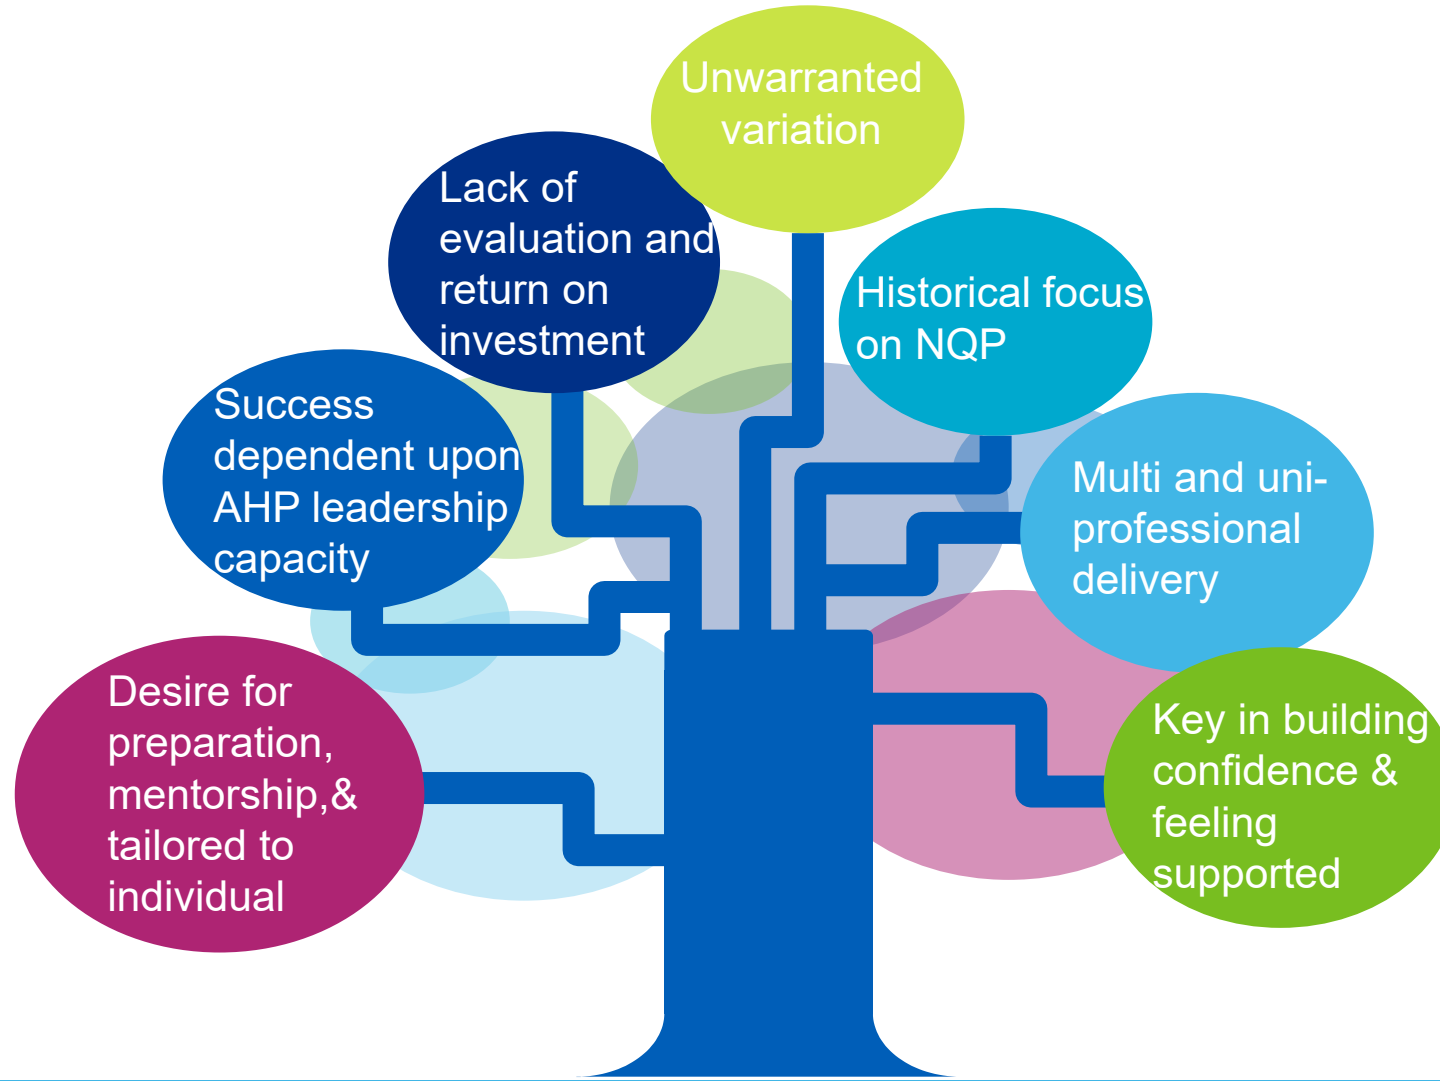 Unwarranted
variation
Lack of
evaluation and
return on
investment
Historical focus
on NQP
Success
dependent upon
AHP leadership
capacity
Multi and uni-
professional
delivery
Desire for
preparation,
mentorship,&
tailored to
individual
Key in building
confidence &
feeling
supported